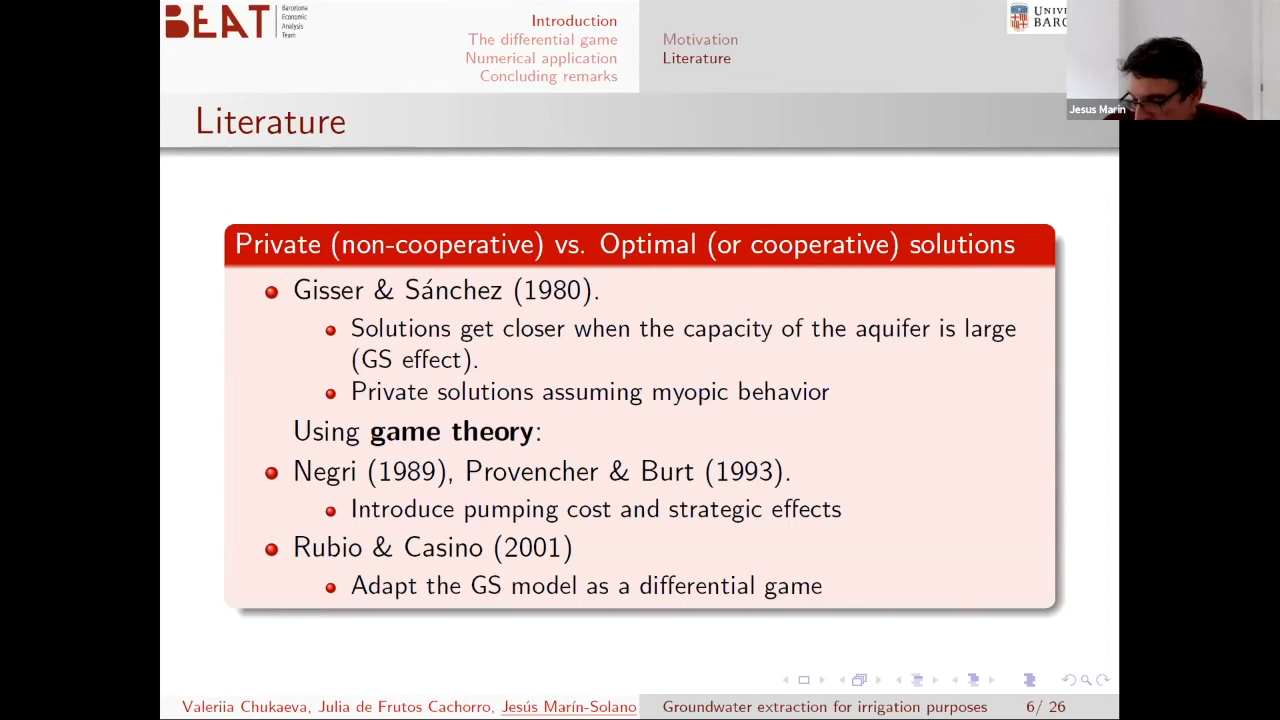 BEAT
Barcelona
Economic
Analysis
Team
Introduction
The differential game
Numerical application
Concluding remarks
Motivation
Literature
UNIV
BARC
Jesus Marin
Literature
Private (non-cooperative) vs. Optimal (or cooperative) solutions
Gisser & Sánchez (1980).
Solutions get closer when the capacity of the aquifer is large
(GS effect).
Private solutions assuming myopic behavior
Using game theory:
Negri (1989), Provencher & Burt (1993).
Introduce pumping cost and strategic effects
Rubio & Casino (2001)
Adapt the GS model as a differential game
Valeriia Chukaeva, Julia de Frutos Cachorro, Jesús Marín-Solano
Groundwater extraction for irrigation purposes
6/ 26